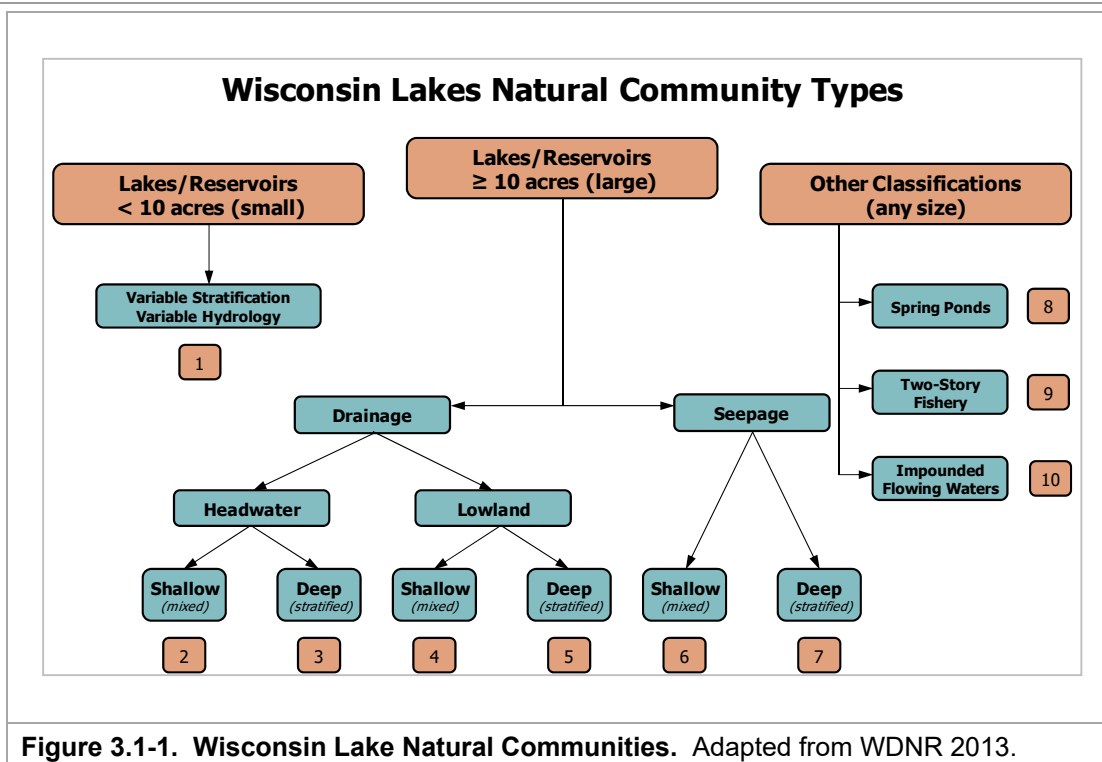 Wisconsin Lakes Natural Community Types
Lakes/Reservoirs
< 10 acres (small)
Lakes/Reservoirs
≥ 10 acres (large)
Other Classifications
(any size)
Variable Stratification
Variable Hydrology
1
Spring Ponds
8
Two-Story
Fishery
9
Impounded
Flowing Waters
10
Drainage
Seepage
Headwater
Lowland
Shallow
(mixed)
Deep
(stratified)
Shallow
(mixed)
Deep
(stratified)
Shallow
(mixed)
Deep
(stratified)
2
3
4
5
6
7
Figure 3.1-1. Wisconsin Lake Natural Communities. Adapted from WDNR 2013.